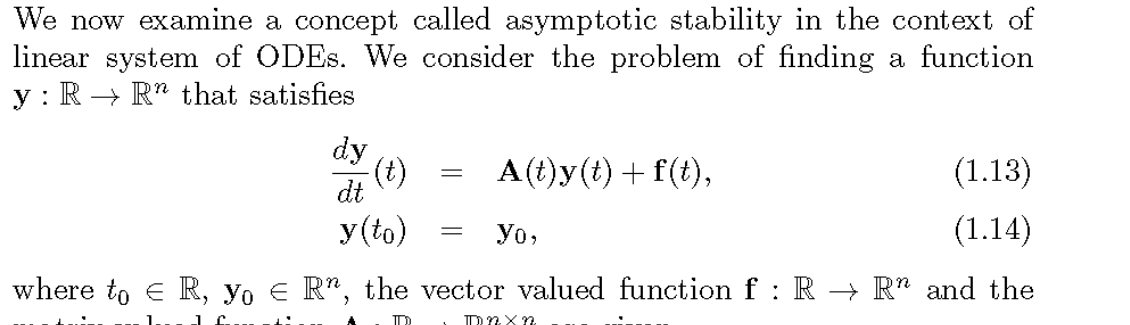 We now examine a concept called asymptotic stability in the context of
linear system of ODEs. We consider the problem of finding a function
y : ℝ → ℝⁿ that satisfies
dy/dt (t) = A(t)y(t) + f(t), (1.13)
y(t₀) = y₀, (1.14)
where t₀ ∈ ℝ, y₀ ∈ ℝⁿ, the vector valued function f : ℝ → ℝⁿ and the